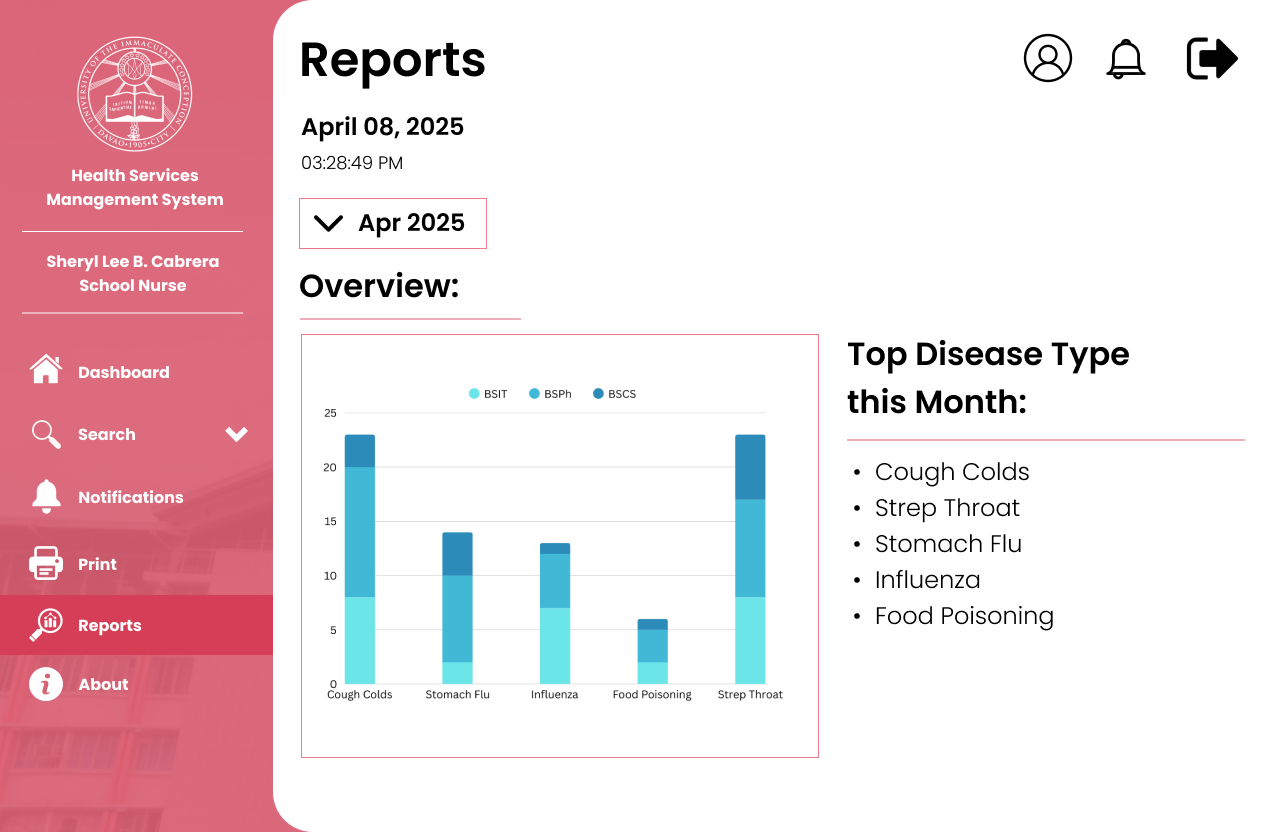 UNIVERSITY OF THE IMMACULATE CONCEPTION
DAVAO • 1905 • CITY
Health Services
Management System
Sheryl Lee B. Cabrera
School Nurse
Dashboard
Search
Notifications
Print
Reports
About
Reports
April 08, 2025
03:28:49 PM
Apr 2025
Overview:
BSIT BSPh BSCS
25
20
15
10
5
0
Cough Colds Stomach Flu Influenza Food Poisoning Strep Throat
Top Disease Type
this Month:
• Cough Colds
• Strep Throat
• Stomach Flu
• Influenza
• Food Poisoning